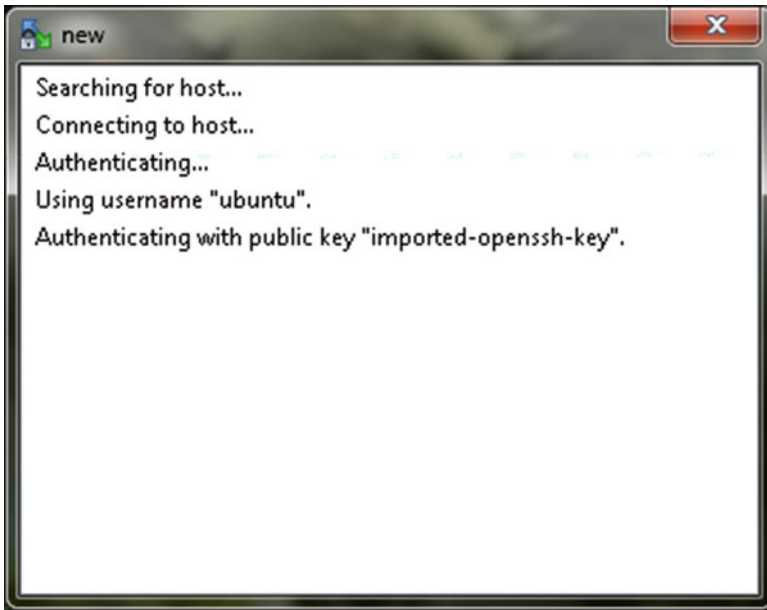 new
Searching for host...
Connecting to host...
Authenticating...
Using username "ubuntu".
Authenticating with public key "imported-openssh-key".